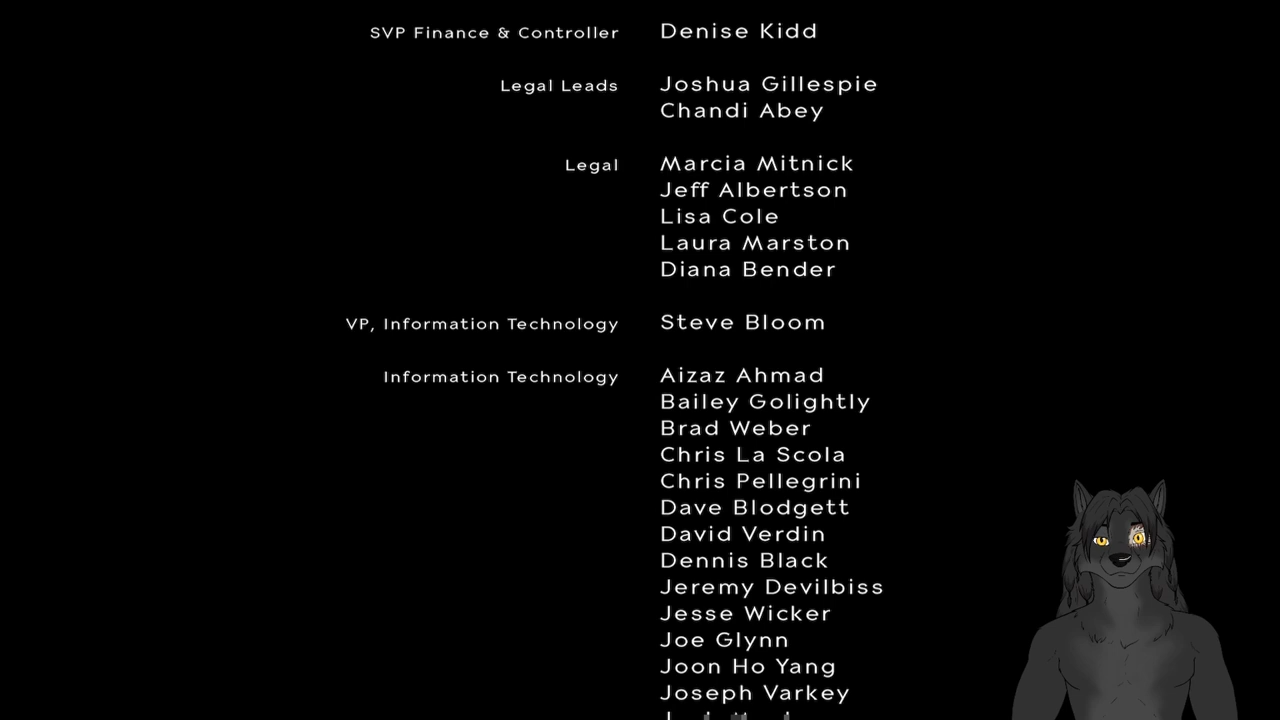 SVP Finance & Controller Denise Kidd
Legal Leads Joshua Gillespie
Chandi Abey
Legal Marcia Mitnick
Jeff Albertson
Lisa Cole
Laura Marston
Diana Bender
VP, Information Technology Steve Bloom
Information Technology Aizaz Ahmad
Bailey Golightly
Brad Weber
Chris La Scola
Chris Pellegrini
Dave Blodgett
David Verdin
Dennis Black
Jeremy Devilbiss
Jesse Wicker
Joe Glynn
Joon Ho Yang
Joseph Varkey